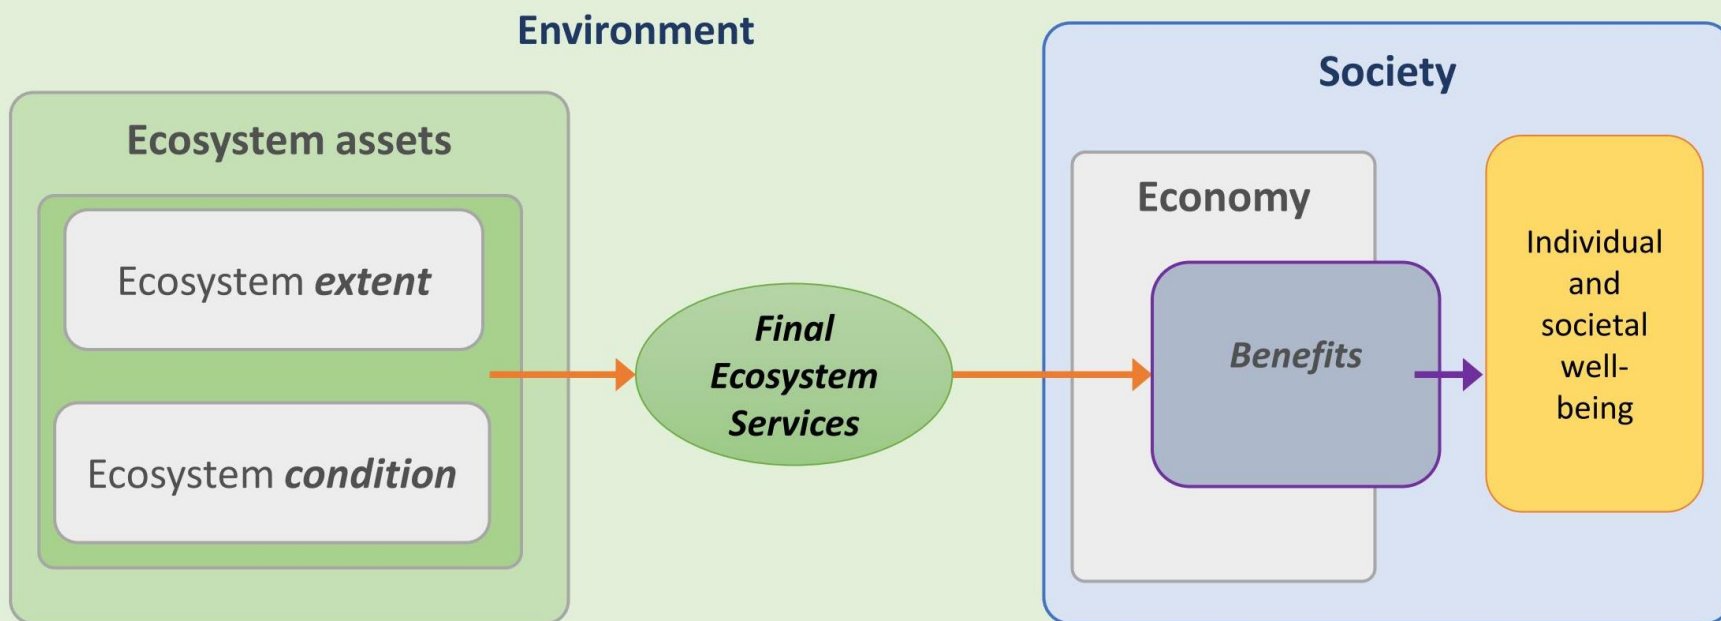 Environment
Society
Ecosystem assets
Ecosystem extent
Ecosystem condition
Final
Ecosystem
Services
Economy
Benefits
Individual
and
societal
well-
being